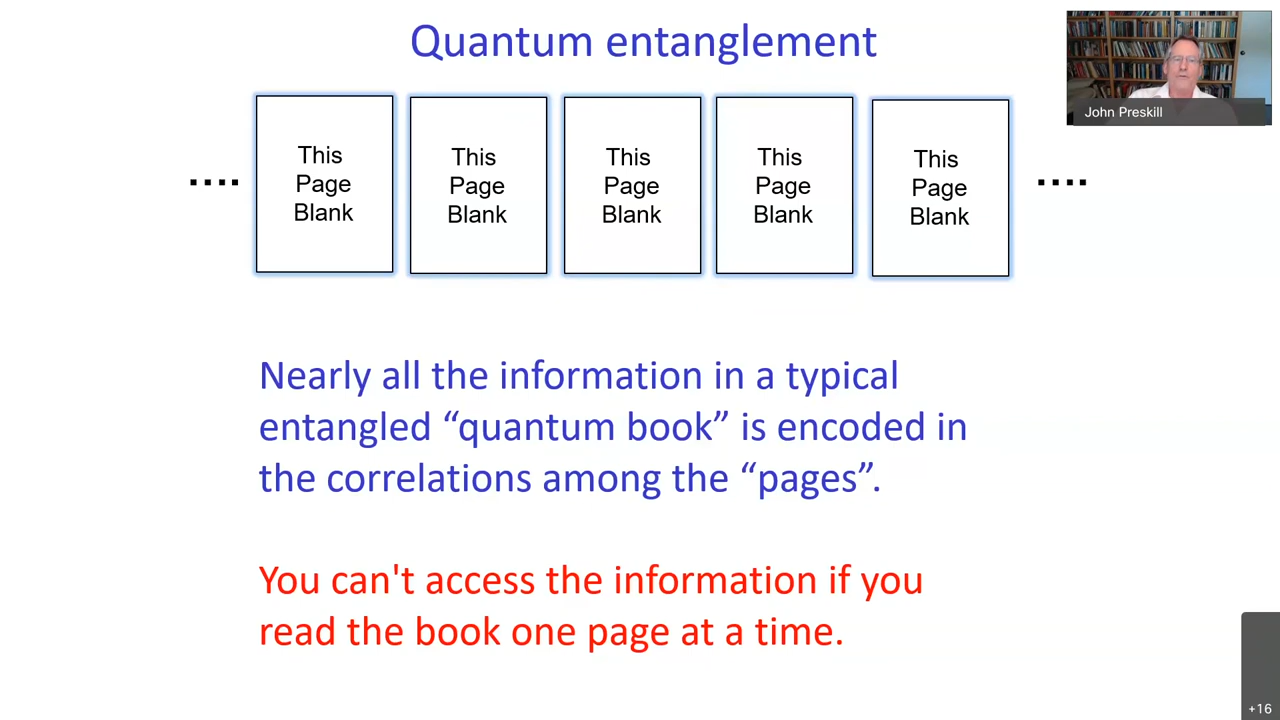 Quantum entanglement
John Preskill
....
This
Page
Blank
This
Page
Blank
This
Page
Blank
This
Page
Blank
This
Page
Blank
....
Nearly all the information in a typical
entangled “quantum book” is encoded in
the correlations among the “pages”.
You can't access the information if you
read the book one page at a time.
+16